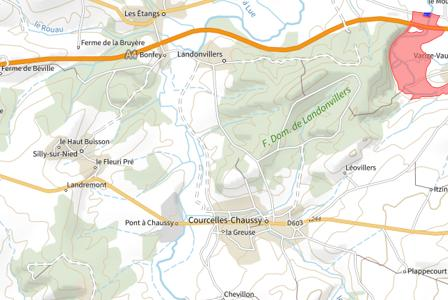 Les Étangs
à Lue
le Rouau
Ferme de la Bruyère
A4
Bonfey
Landonvillers
Ferme de Béville
Varize-Vau
F. Dom. de Landonvillers
le Haut Buisson
Silly-sur-Nied
le Fleuri Pré
Léovillers
Landremont
Pont à Chaussy
Courcelles-Chaussy
D603
244
la Greuse
Plappecourt
Chevillon